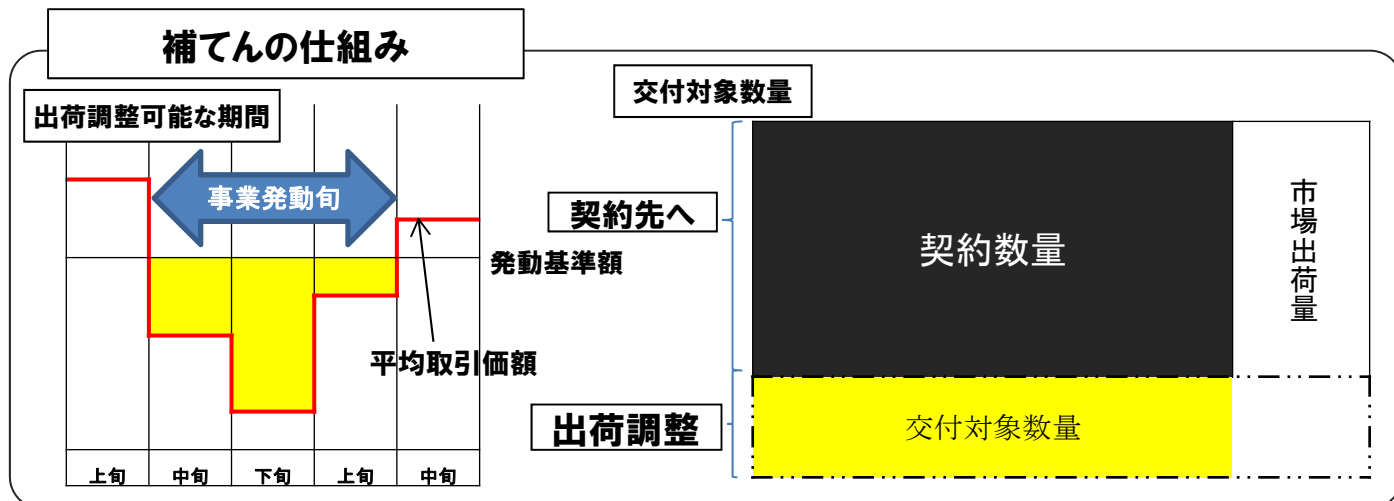 補てんの仕組み
出荷調整可能な期間
事業発動旬
発動基準額
平均取引価額
上旬
中旬
下旬
上旬
中旬
交付対象数量
契約先へ
契約数量
市場出荷量
出荷調整
交付対象数量